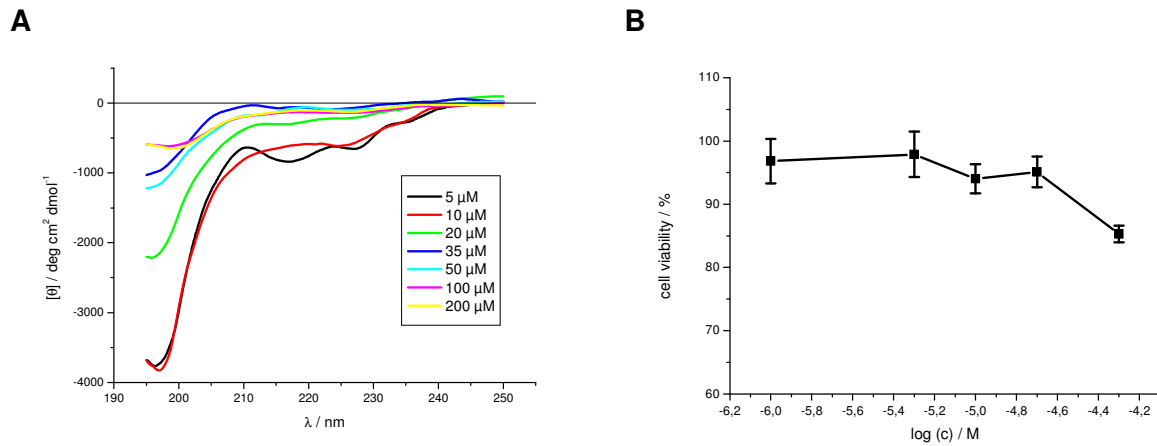 A
B
0
-1000
-2000
-3000
-4000
190
200
210
220
230
240
250
[θ] / deg cm² dmol⁻¹
λ / nm
5 µM
10 µM
20 µM
35 µM
50 µM
100 µM
200 µM
110
100
90
80
70
60
-6,2
-6,0
-5,8
-5,6
-5,4
-5,2
-5,0
-4,8
-4,6
-4,4
-4,2
cell viability / %
log (c) / M